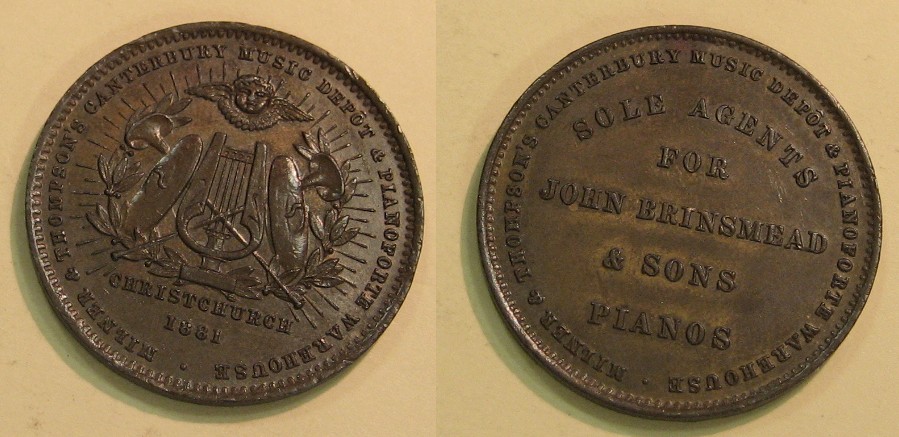 MILNER & THOMPSON'S CANTERBURY MUSIC DEPÔT & PIANOFORTE WAREHOUSE .
CHRISTCHURCH
1881
MILNER & THOMPSON'S CANTERBURY MUSIC DEPÔT & PIANOFORTE WAREHOUSE .
SOLE AGENTS
FOR
JOHN BRINSMEAD
& SONS
PIANOS